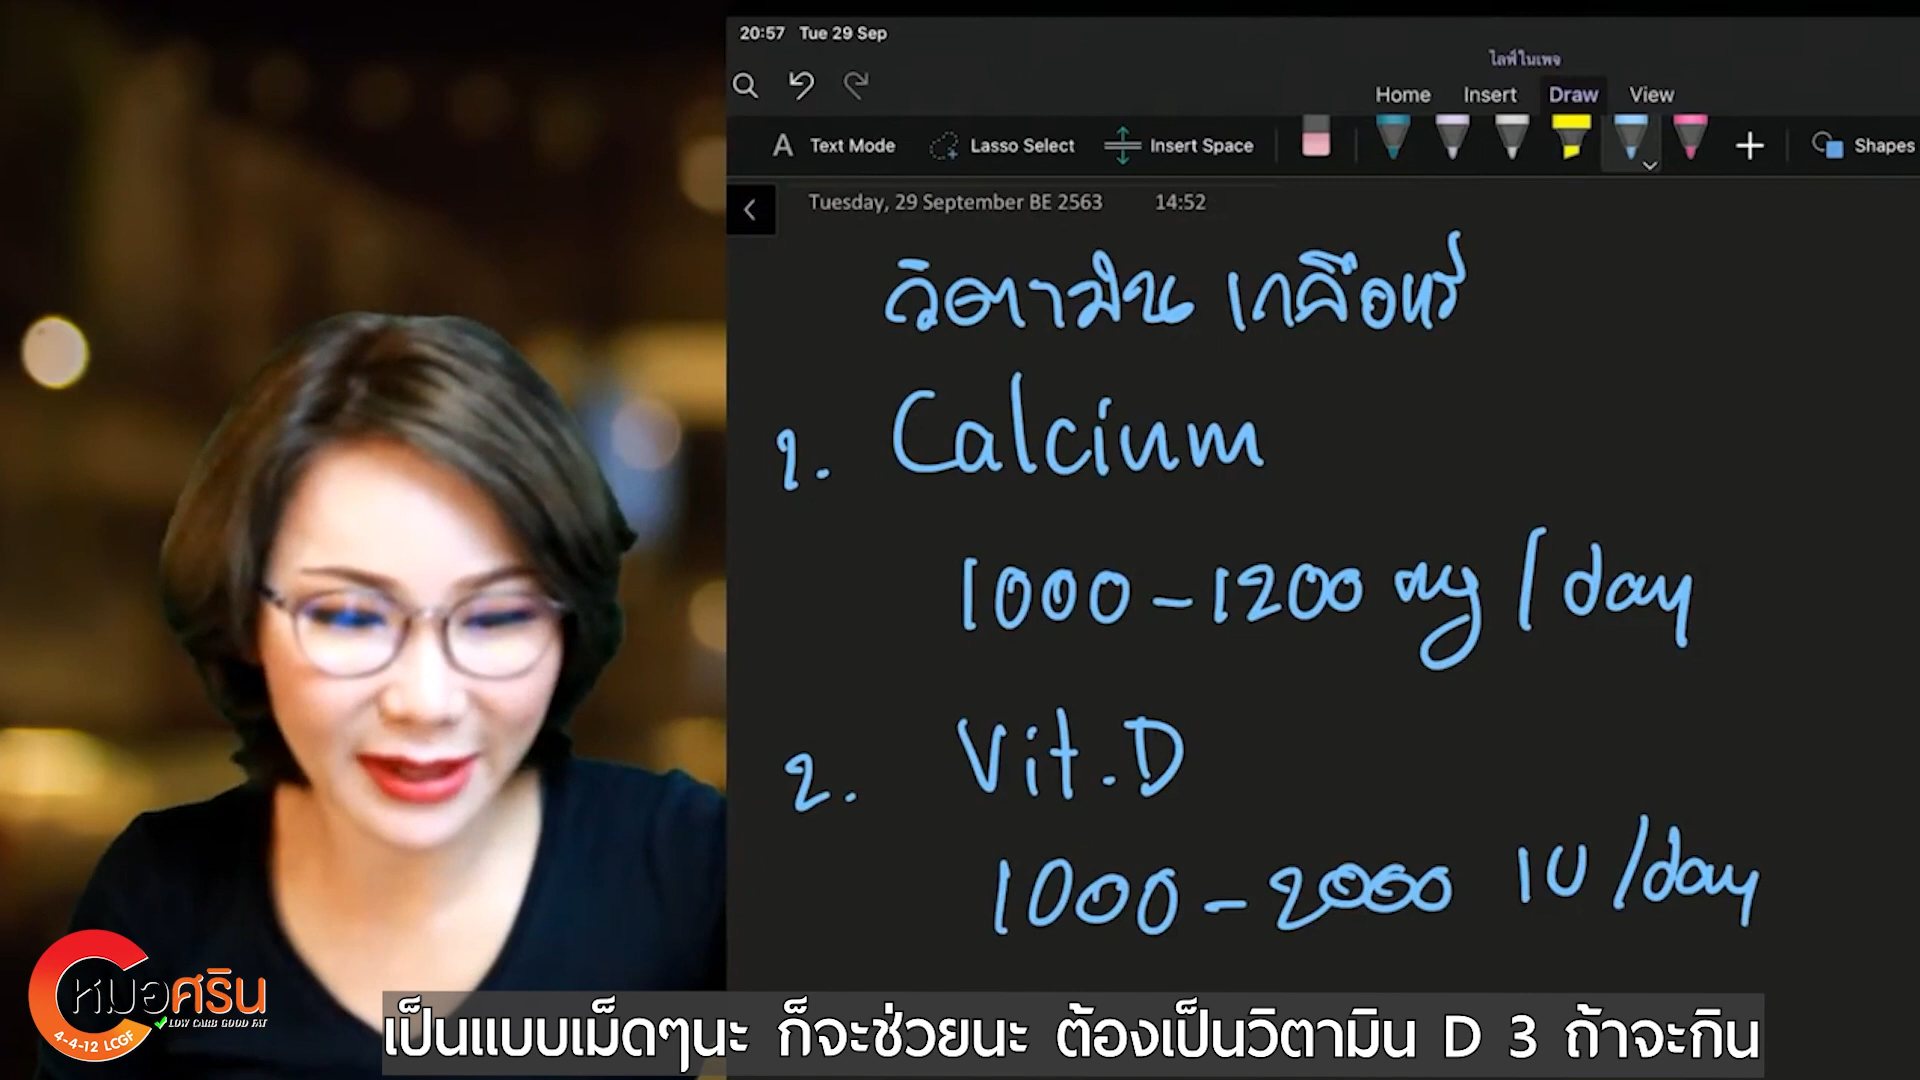 20:57 Tue 29 Sep
ไลฟ์ในเพจ
Home Insert Draw View
Text Mode Lasso Select Insert Space Shapes
Tuesday, 29 September BE 2563 14:52
วิตามิน เกลือแร่
1. Calcium
1000-1200 mg/day
2. Vit.D
1000-2000 IU/day
หมอศริน
LOW CARB GOOD FAT
4-4-12 LCGF
เป็นแบบเม็ดๆนะ ก็จะช่วยนะ ต้องเป็นวิตามิน D 3 ถ้าจะกิน